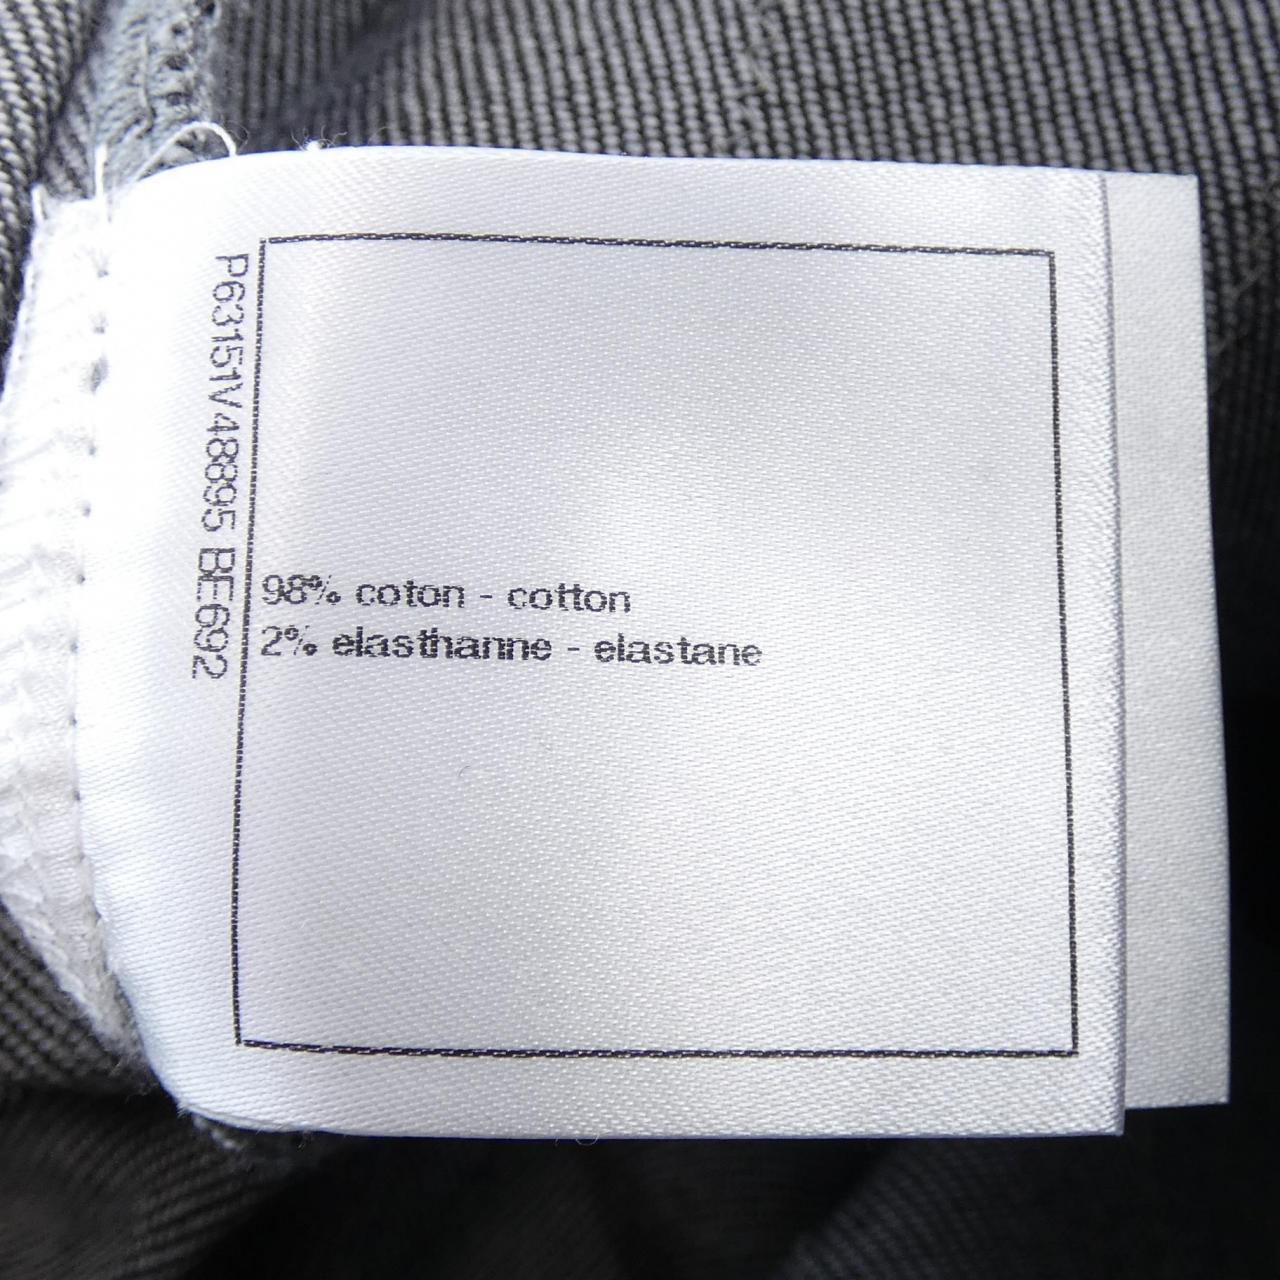 P63151V48895 BE692
98% coton - cotton
2% elasthanne - elastane